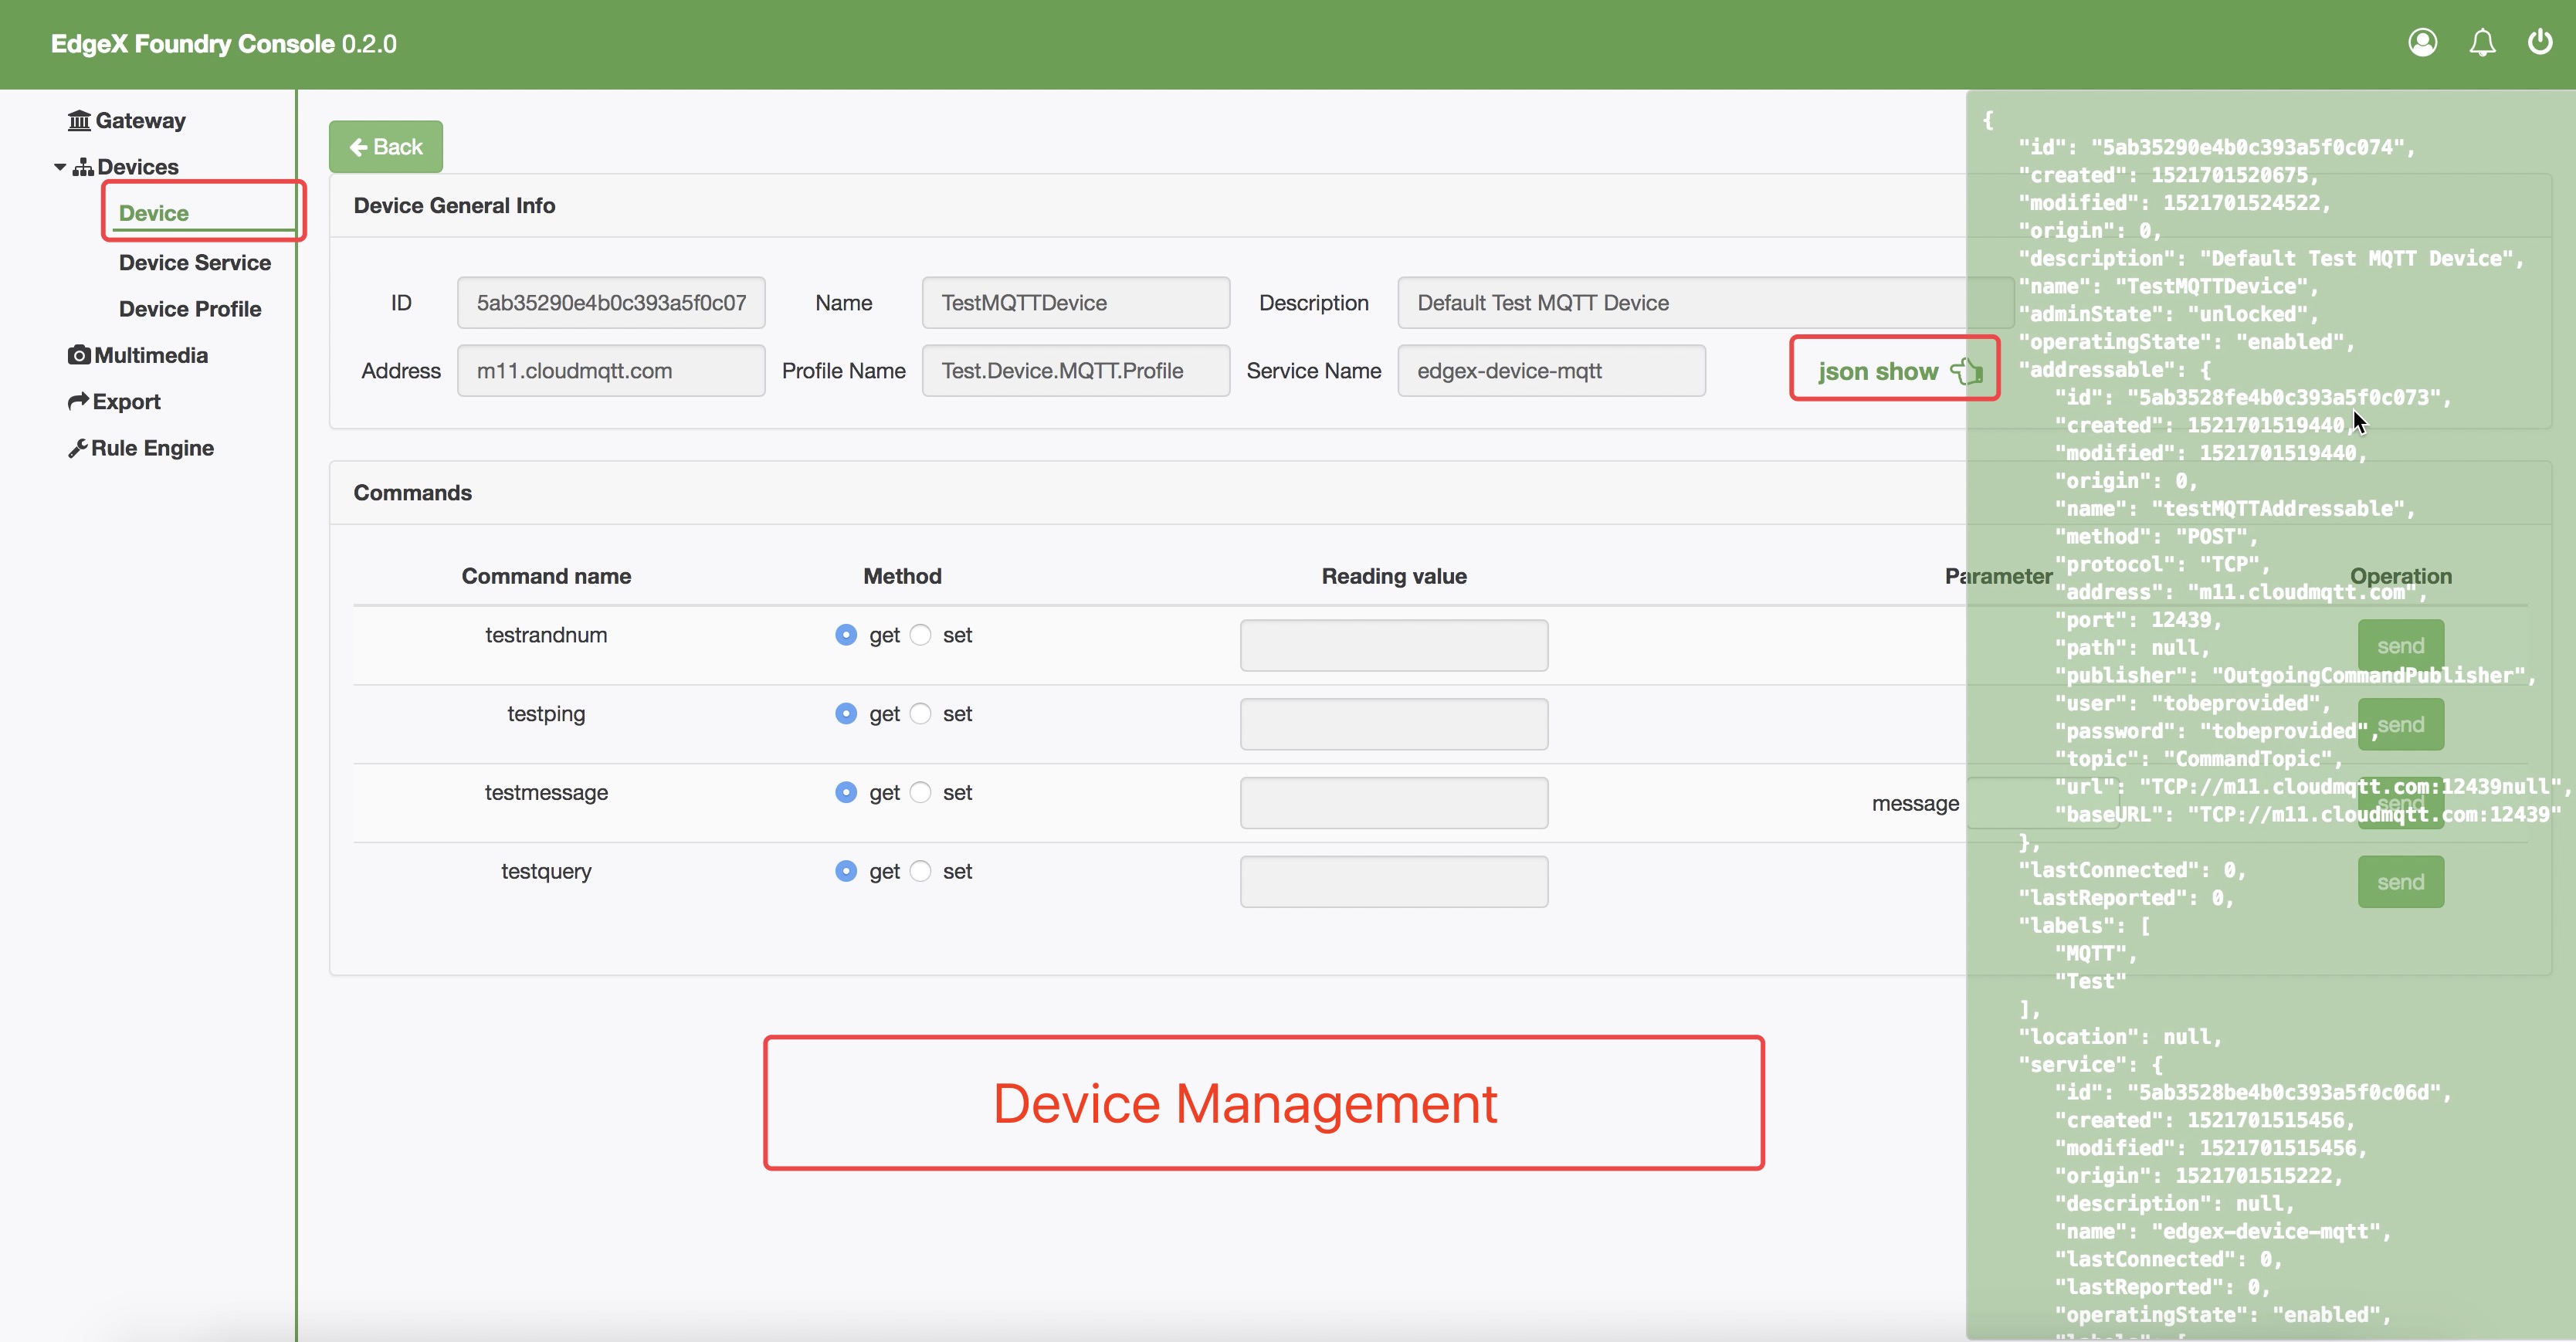 EdgeX Foundry Console 0.2.0
Gateway
Devices
Device
Device Service
Device Profile
Multimedia
Export
Rule Engine
Back
Device General Info
ID 5ab35290e4b0c393a5f0c07 Name TestMQTTDevice Description Default Test MQTT Device
Address m11.cloudmqtt.com Profile Name Test.Device.MQTT.Profile Service Name edgex-device-mqtt json show
Commands
Command name Method Reading value Parameter Operation
testrandnum get set send
testping get set send
testmessage get set message send
testquery get set send
Device Management
{
"id": "5ab35290e4b0c393a5f0c074",
"created": 1521701520675,
"modified": 1521701524522,
"origin": 0,
"description": "Default Test MQTT Device",
"name": "TestMQTTDevice",
"adminState": "unlocked",
"operatingState": "enabled",
"addressable": {
"id": "5ab3528fe4b0c393a5f0c073",
"created": 1521701519440,
"modified": 1521701519440,
"origin": 0,
"name": "testMQTTAddressable",
"method": "POST",
"protocol": "TCP",
"address": "m11.cloudmqtt.com",
"port": 12439,
"path": null,
"publisher": "OutgoingCommandPublisher",
"user": "tobeprovided",
"password": "tobeprovided",
"topic": "CommandTopic",
"url": "TCP://m11.cloudmqtt.com:12439null",
"baseURL": "TCP://m11.cloudmqtt.com:12439"
},
"lastConnected": 0,
"lastReported": 0,
"labels": [
"MQTT",
"Test"
],
"location": null,
"service": {
"id": "5ab3528be4b0c393a5f0c06d",
"created": 1521701515456,
"modified": 1521701515456,
"origin": 1521701515222,
"description": null,
"name": "edgex-device-mqtt",
"lastConnected": 0,
"lastReported": 0,
"operatingState": "enabled",